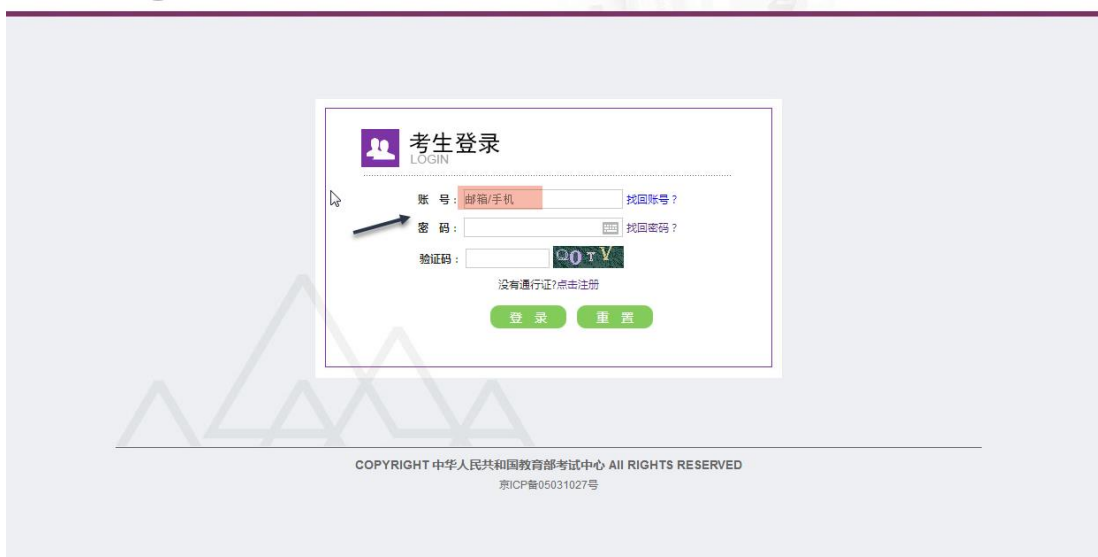 考生登录
LOGIN
账 号： 邮箱/手机 找回账号？
密 码： 找回密码？
验证码： QOTV
没有通行证?点击注册
登 录 重 置
COPYRIGHT 中华人民共和国教育部考试中心 All RIGHTS RESERVED
京ICP备05031027号